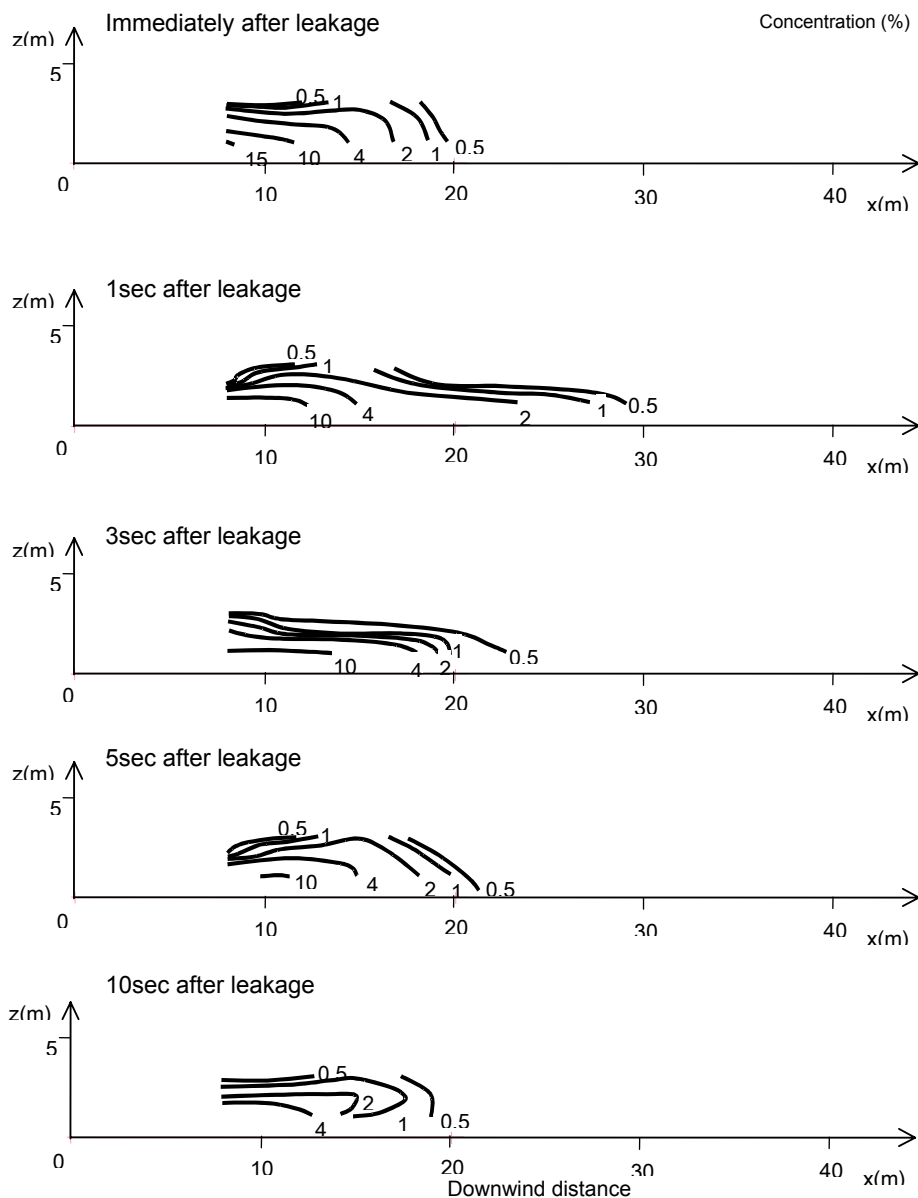 Immediately after leakage
Concentration (%)
z(m)
5
0.5 1
15 10 4 2 1 0.5
0 10 20 30 40
x(m)
1sec after leakage
z(m)
5
0.5 1
10 4 2 1 0.5
0 10 20 30 40
x(m)
3sec after leakage
z(m)
5
10 4 2 1 0.5
0 10 20 30 40
x(m)
5sec after leakage
z(m)
5
0.5 1
10 4 2 1 0.5
0 10 20 30 40
x(m)
10sec after leakage
z(m)
5
0.5
4 2 1 0.5
0 10 20 30 40
x(m)
Downwind distance